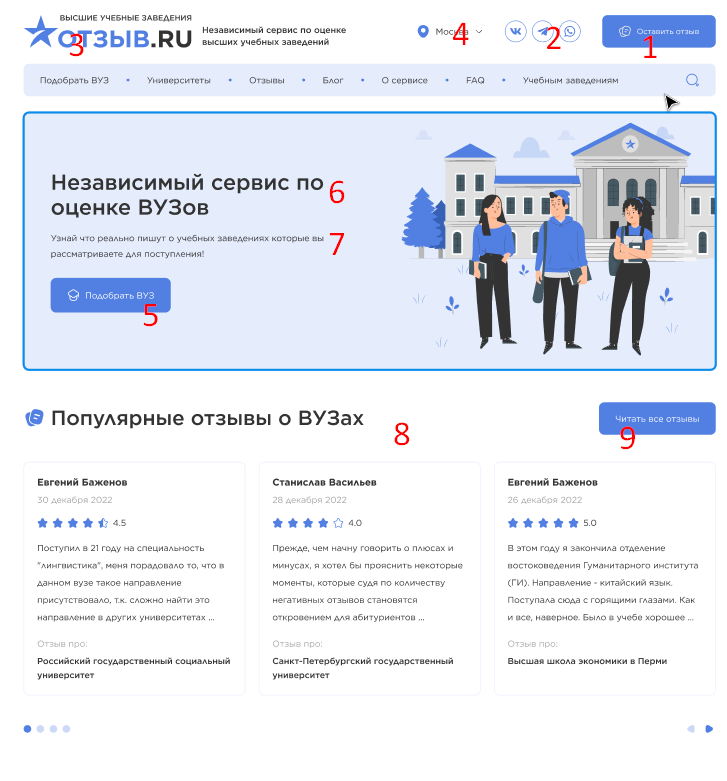 ВЫСШИЕ УЧЕБНЫЕ ЗАВЕДЕНИЯ
ОТЗЫВ.RU
3
Независимый сервис по оценке
высших учебных заведений
Москва
4
2
Оставить отзыв
1
Подобрать ВУЗ • Университеты • Отзывы • Блог • О сервисе • FAQ • Учебным заведениям
Независимый сервис по
оценке ВУЗов
6
Узнай что реально пишут о учебных заведениях которые вы
рассматриваете для поступления!
7
Подобрать ВУЗ
5
Популярные отзывы о ВУЗах
8
Читать все отзывы
9
Евгений Баженов
30 декабря 2022
4.5
Поступил в 21 году на специальность
"лингвистика", меня порадовало то, что в
данном вузе такое направление
присутствовало, т.к. сложно найти это
направление в других университетах ...
Отзыв про:
Российский государственный социальный
университет
Станислав Васильев
28 декабря 2022
4.0
Прежде, чем начну говорить о плюсах и
минусах, я хотел бы прояснить некоторые
моменты, которые судя по количеству
негативных отзывов становятся
откровением для абитуриентов ...
Отзыв про:
Санкт-Петербургский государственный
университет
Евгений Баженов
26 декабря 2022
5.0
В этом году я закончила отделение
востоковедения Гуманитарного института
(ГИ). Направление - китайский язык.
Поступала сюда с горящими глазами. Как
и все, наверное. Было в учебе хорошее ...
Отзыв про:
Высшая школа экономики в Перми